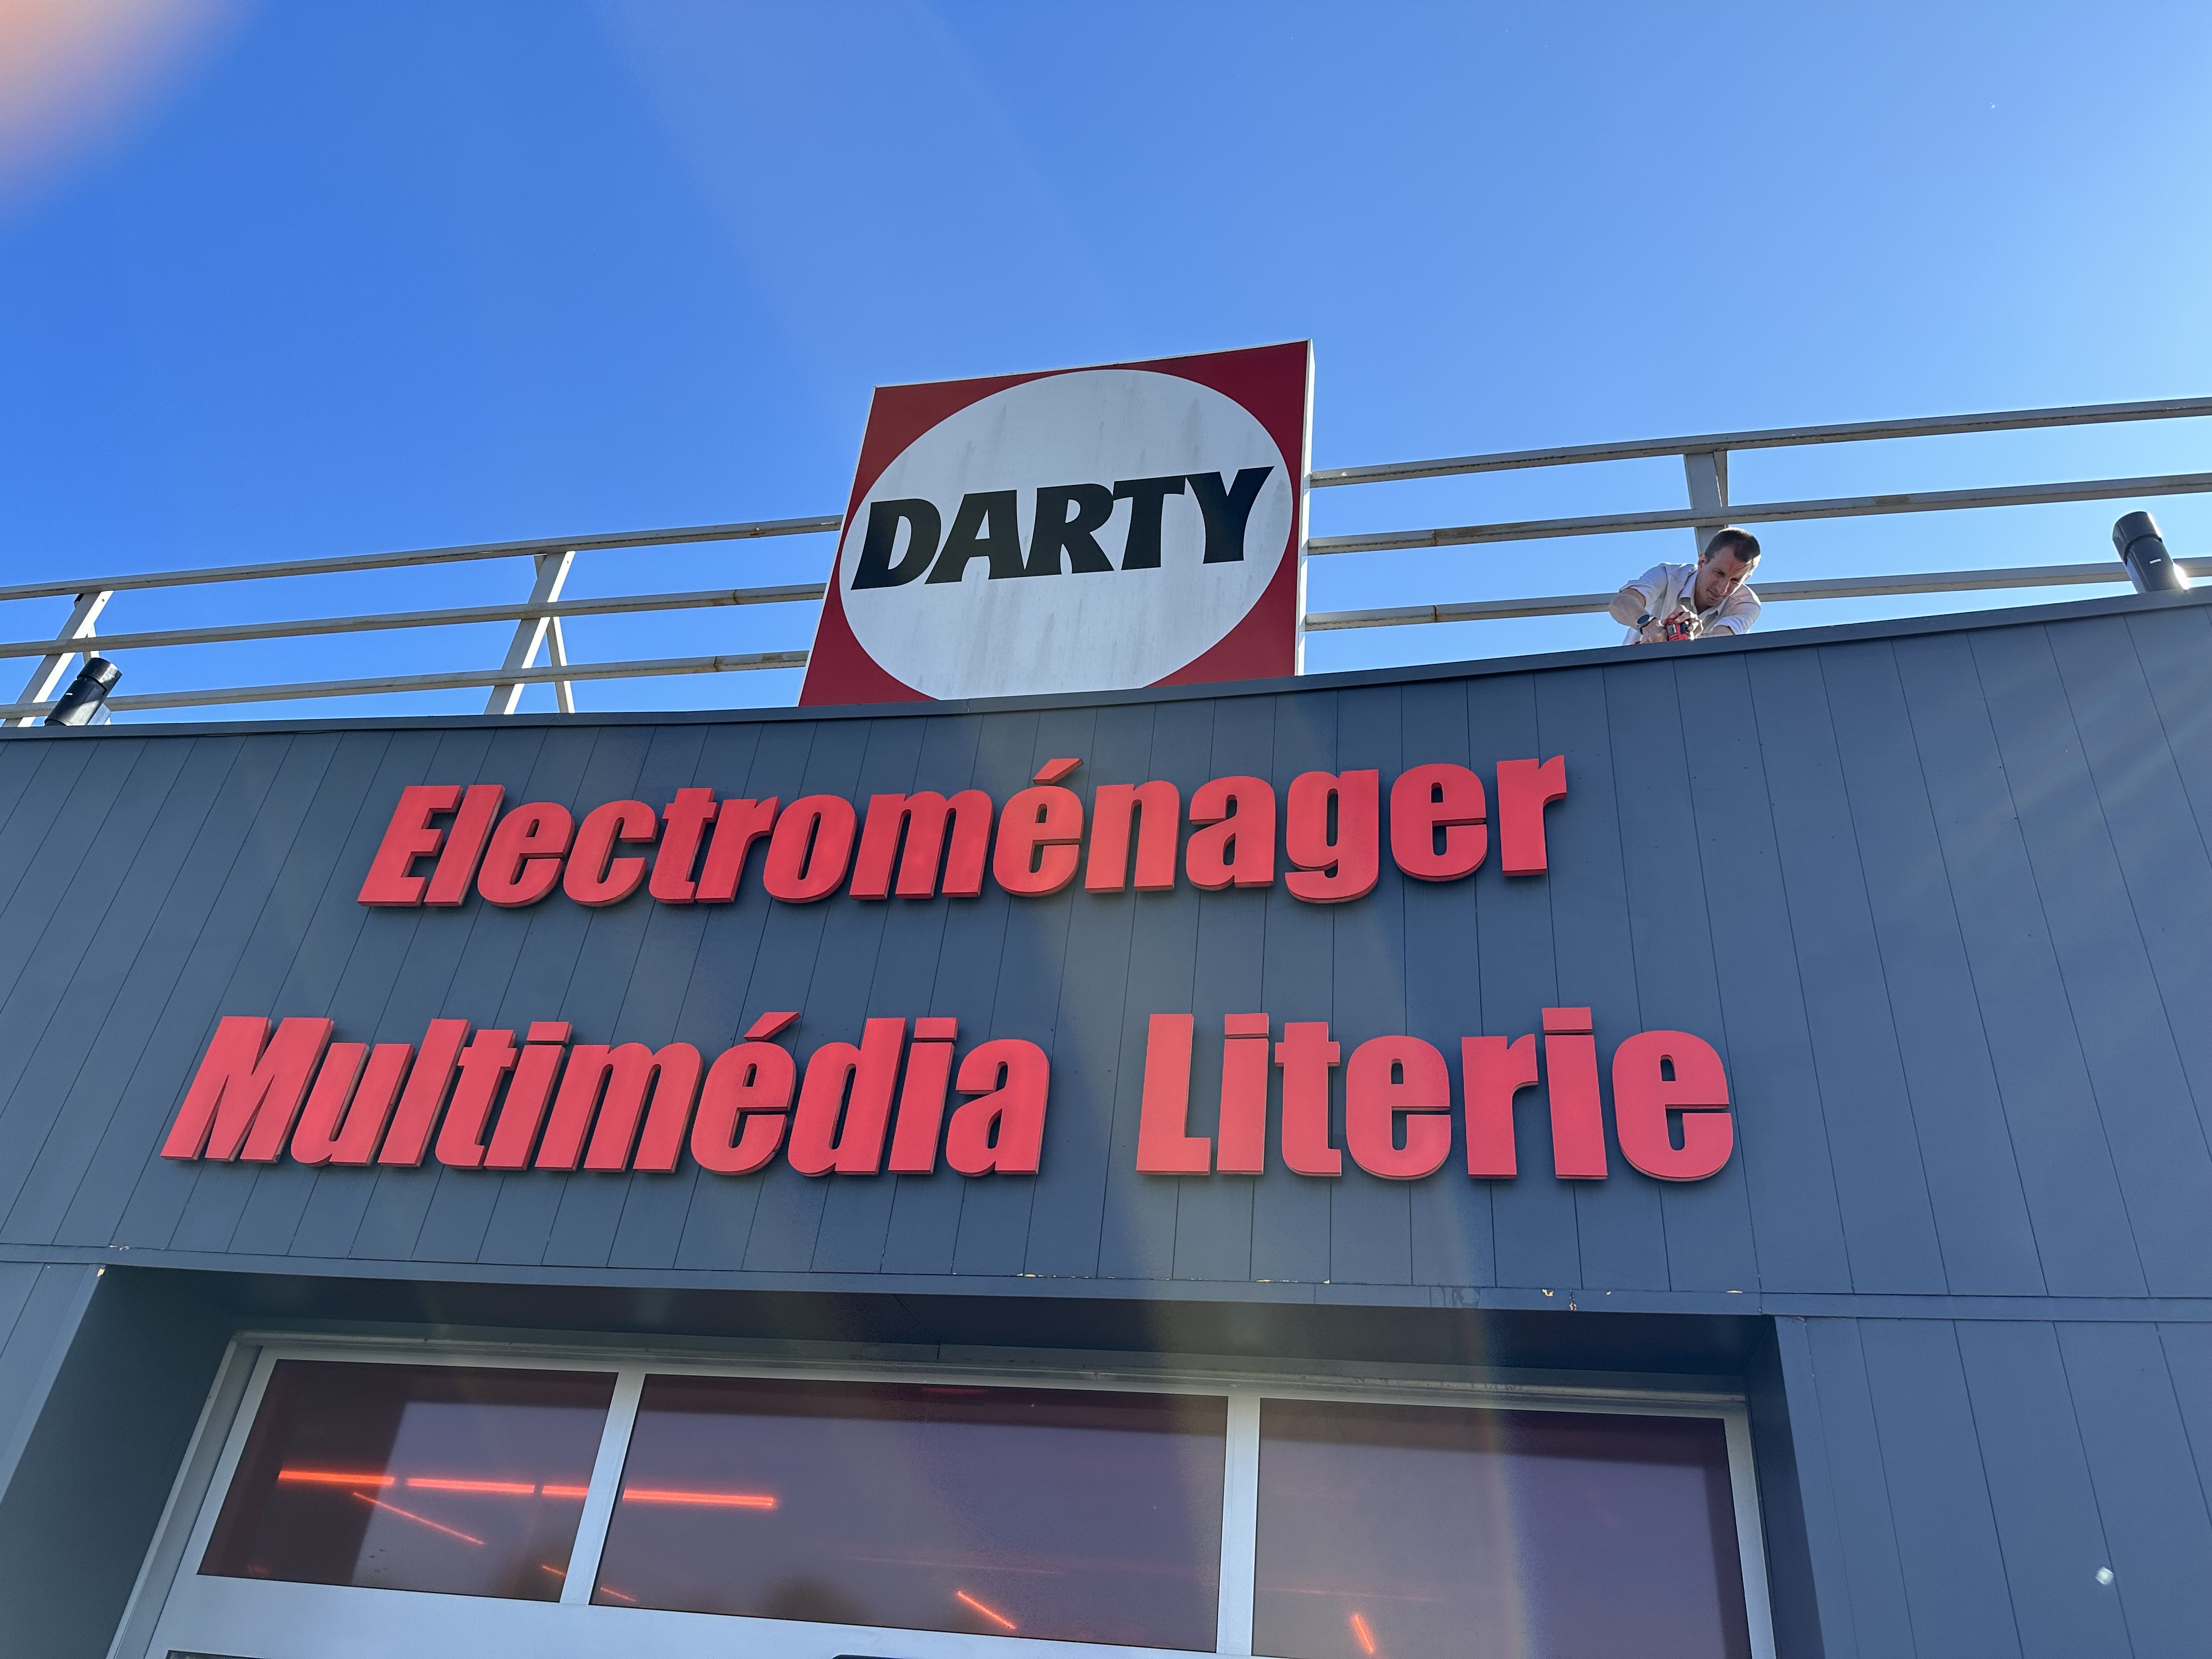 DARTY
Electroménager
Multimédia Literie